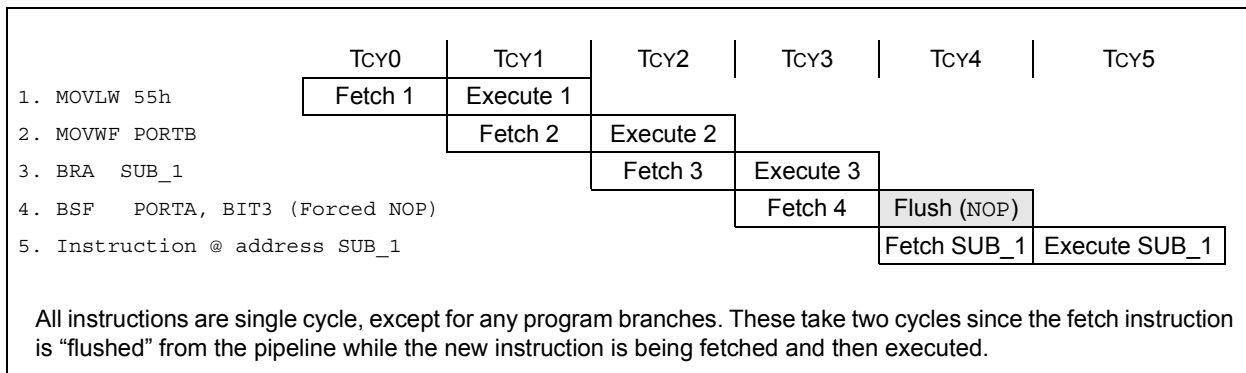 TCY0 TCY1 TCY2 TCY3 TCY4 TCY5
1. MOVLW 55h Fetch 1 Execute 1
2. MOVWF PORTB Fetch 2 Execute 2
3. BRA SUB_1 Fetch 3 Execute 3
4. BSF PORTA, BIT3 (Forced NOP) Fetch 4 Flush (NOP)
5. Instruction @ address SUB_1 Fetch SUB_1 Execute SUB_1
All instructions are single cycle, except for any program branches. These take two cycles since the fetch instruction
is “flushed” from the pipeline while the new instruction is being fetched and then executed.